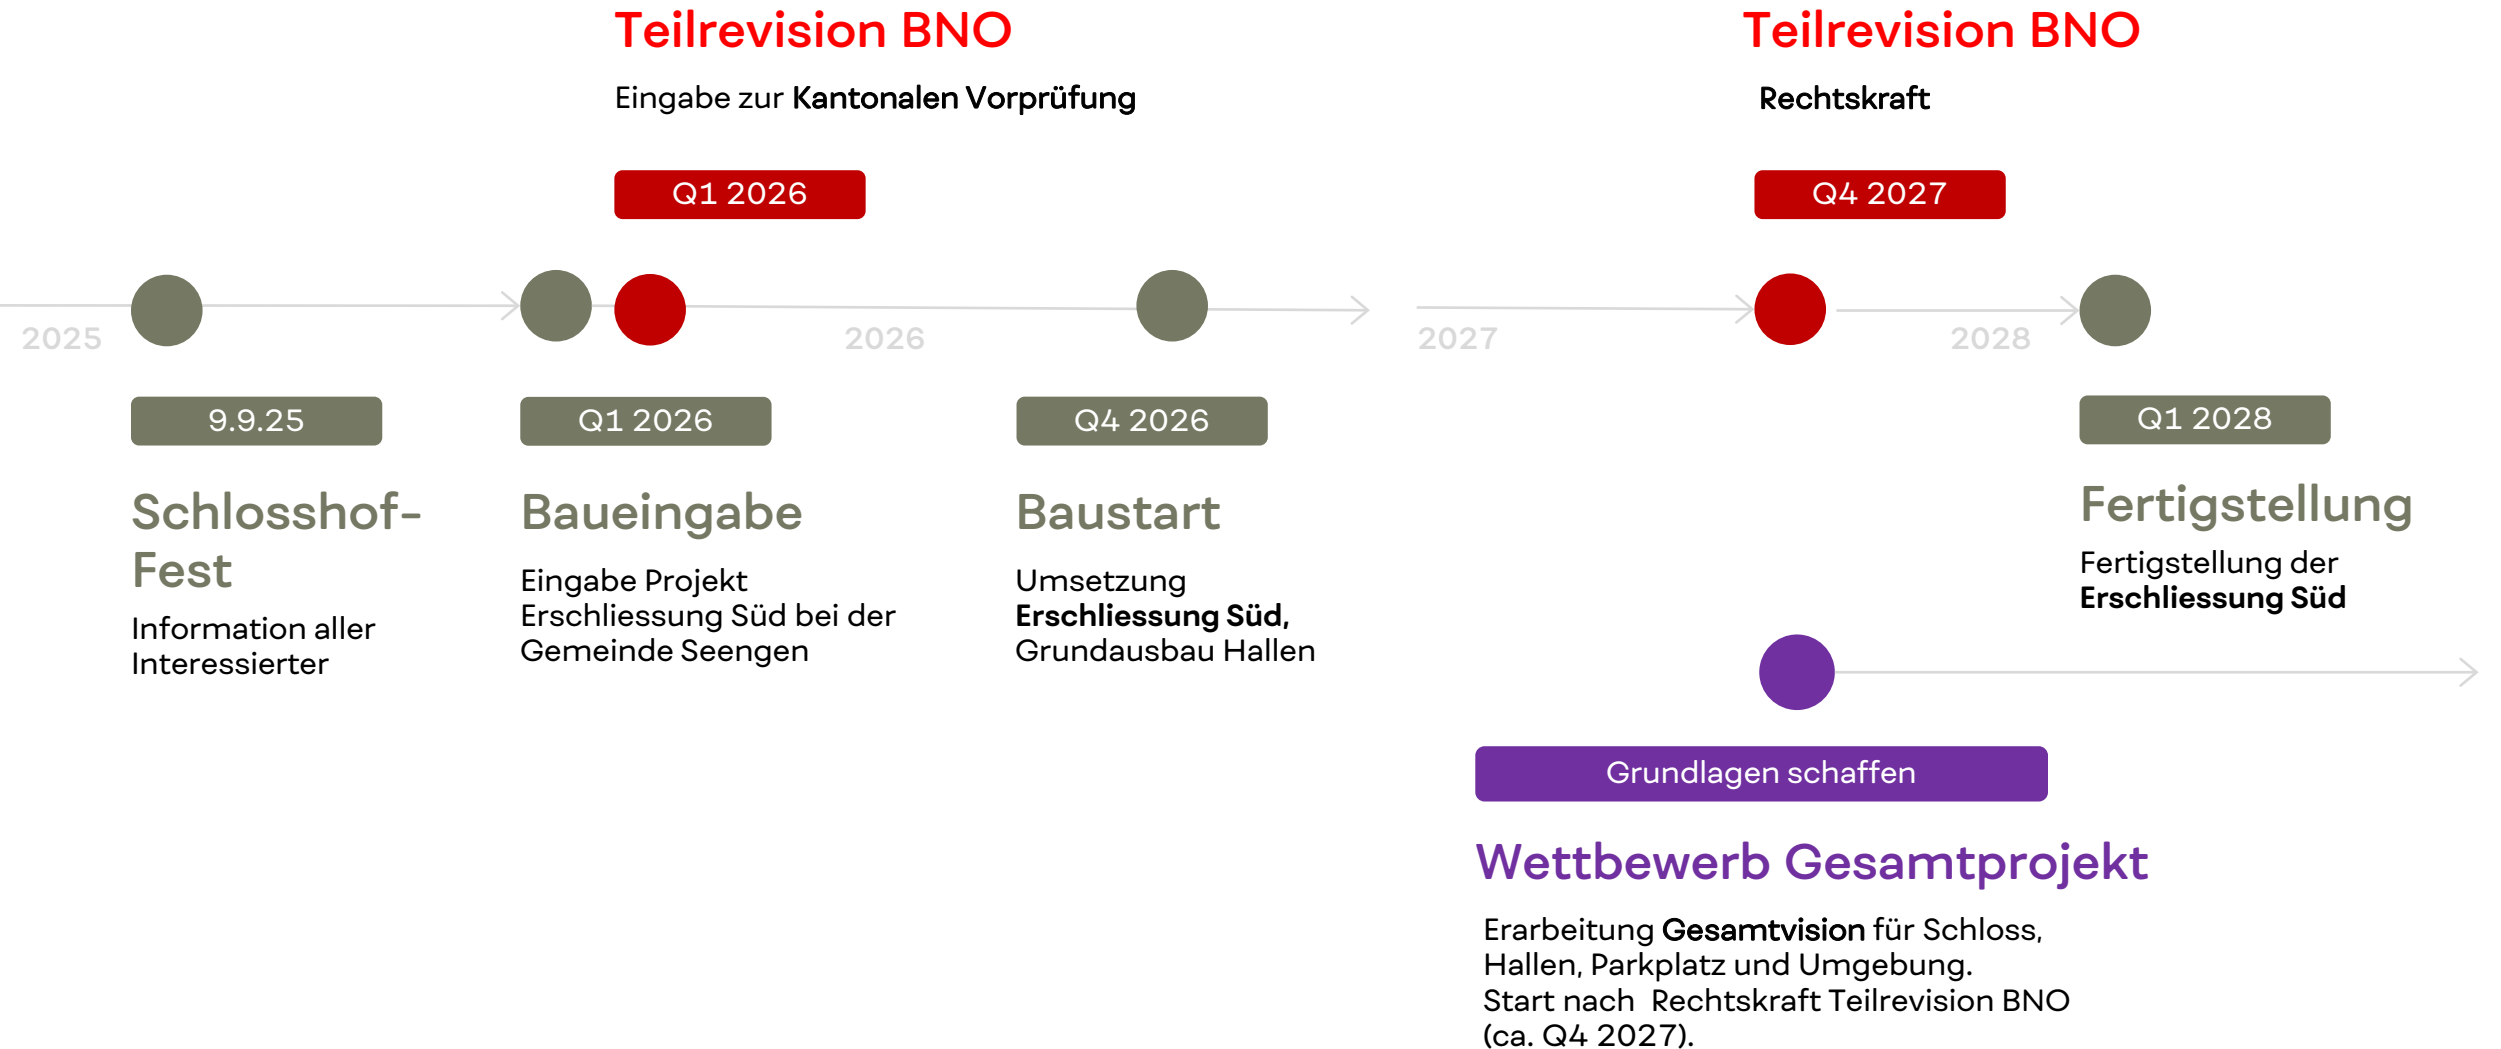 Teilrevision BNO
Eingabe zur Kantonalen Vorprüfung
Q1 2026
Teilrevision BNO
Rechtskraft
Q4 2027
2025
2026
2027
2028
9.9.25
Schlosshof-
Fest
Information aller
Interessierter
Q1 2026
Baueingabe
Eingabe Projekt
Erschliessung Süd bei der
Gemeinde Seengen
Q4 2026
Baustart
Umsetzung
Erschliessung Süd,
Grundausbau Hallen
Q1 2028
Fertigstellung
Fertigstellung der
Erschliessung Süd
Grundlagen schaffen
Wettbewerb Gesamtprojekt
Erarbeitung Gesamtvision für Schloss,
Hallen, Parkplatz und Umgebung.
Start nach  Rechtskraft Teilrevision BNO
(ca. Q4 2027).